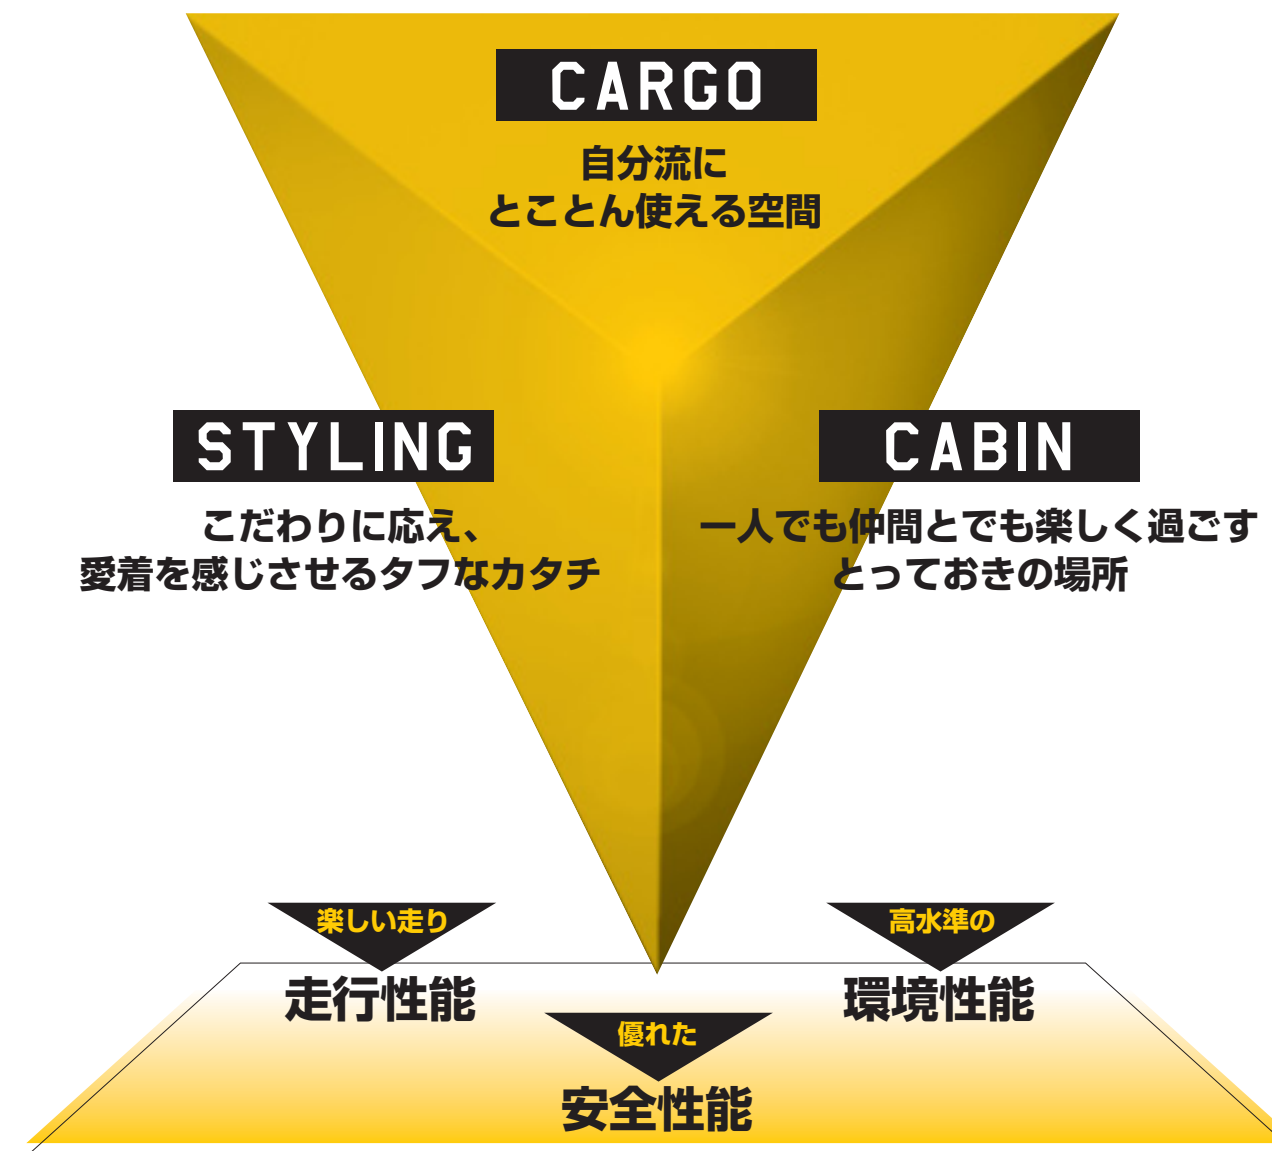 CARGO
自分流に
とことん使える空間
STYLING
こだわりに応え、
愛着を感じさせるタフなカタチ
CABIN
一人でも仲間とでも楽しく過ごす
とっておきの場所
楽しい走り
走行性能
高水準の
環境性能
優れた
安全性能